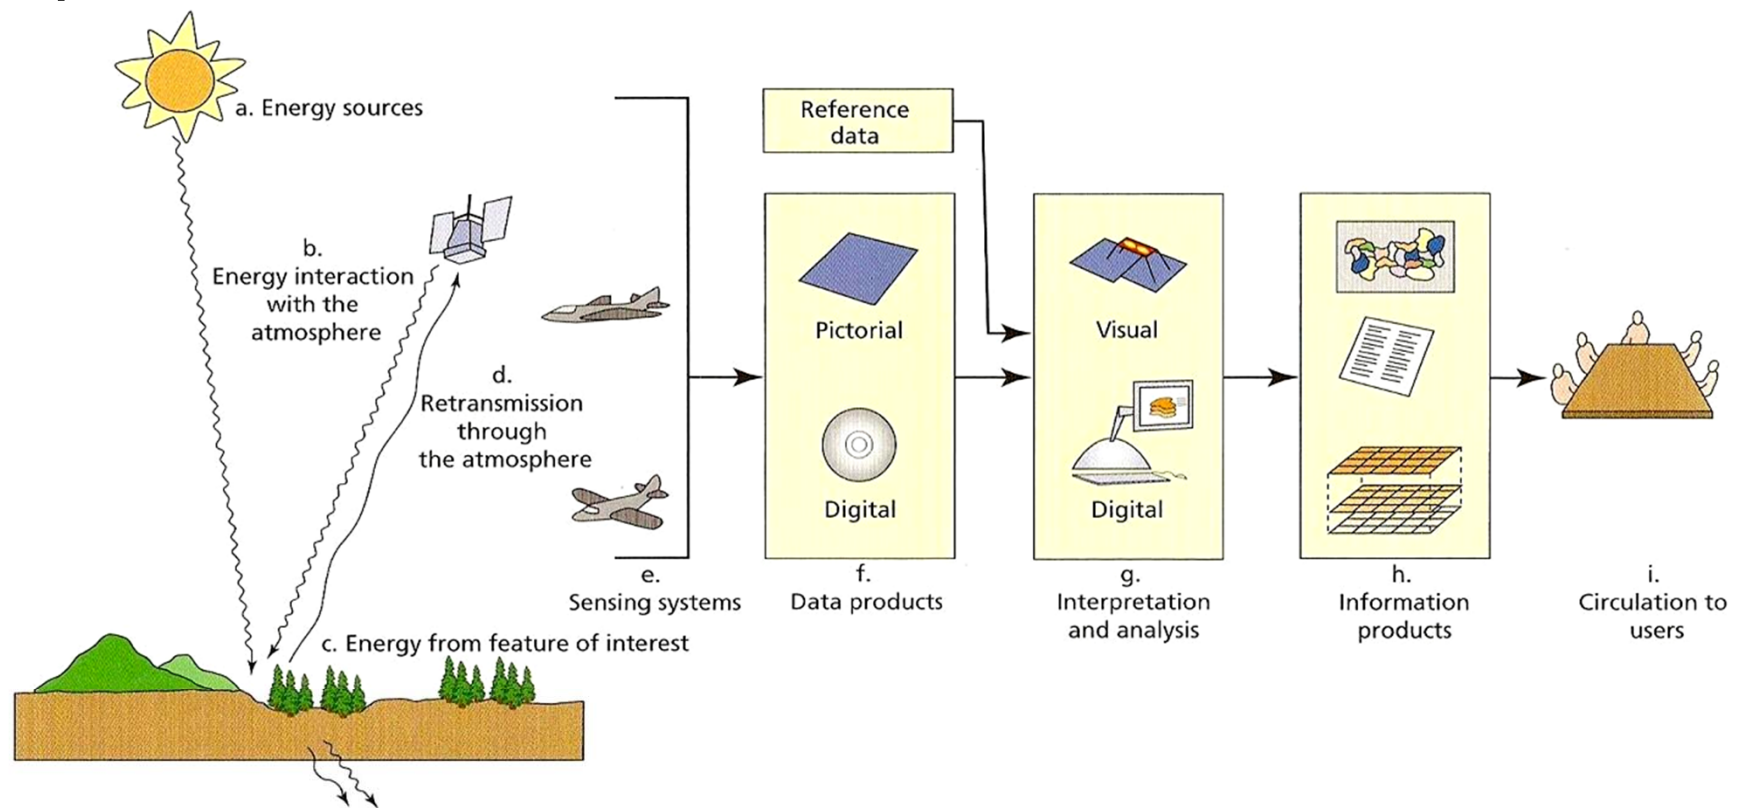 a. Energy sources
b.
Energy interaction
with the
atmosphere
d.
Retransmission
through
the atmosphere
c. Energy from feature of interest
e.
Sensing systems
Reference
data
Pictorial
Digital
f.
Data products
Visual
Digital
g.
Interpretation
and analysis
h.
Information
products
i.
Circulation to
users